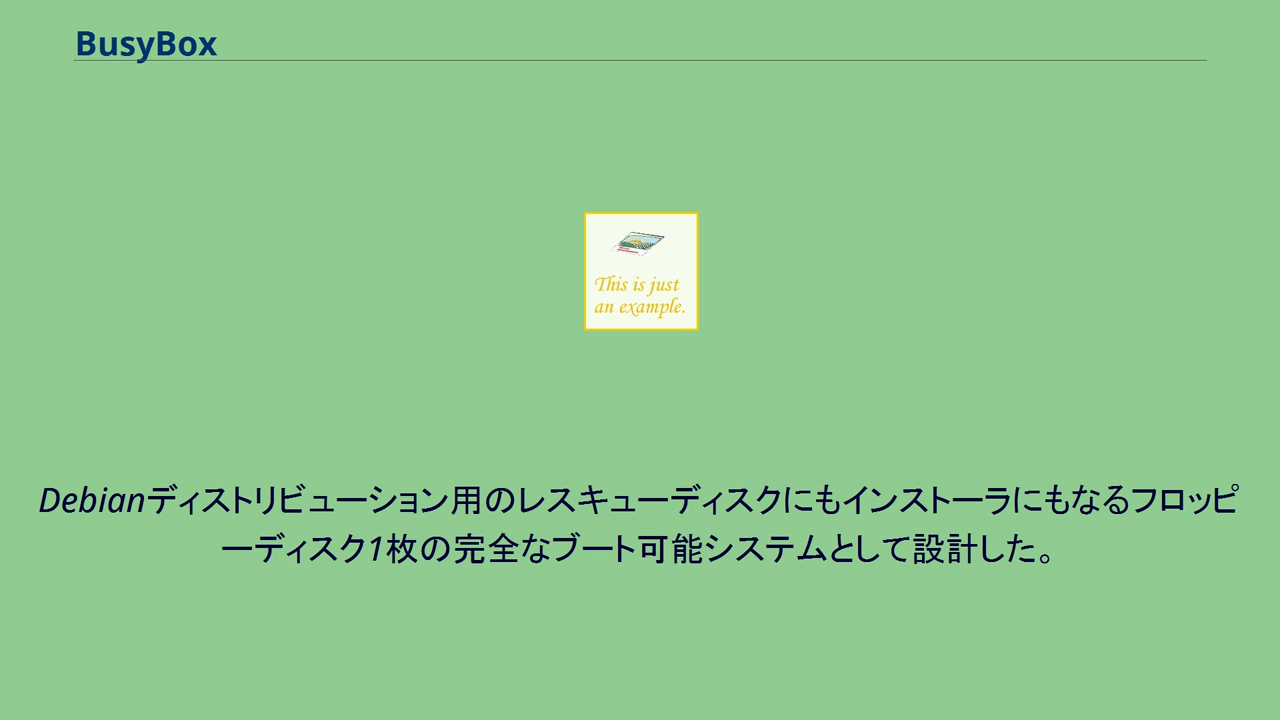 BusyBox
This is just
an example.
Debianディストリビューション用のレスキューディスクにもインストーラにもなるフロッピ
ーディスク1枚の完全なブート可能システムとして設計した。